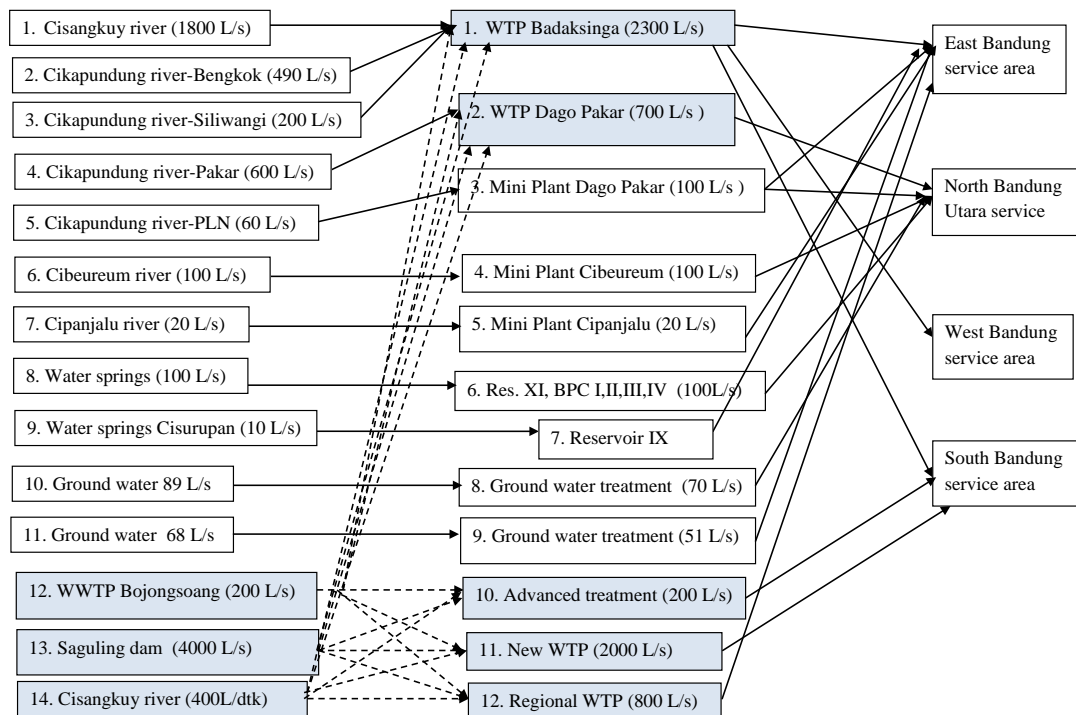 1. Cisangkuy river (1800 L/s)
2. Cikapundung river-Bengkok (490 L/s)
3. Cikapundung river-Siliwangi (200 L/s)
4. Cikapundung river-Pakar (600 L/s)
5. Cikapundung river-PLN (60 L/s)
6. Cibeureum river (100 L/s)
7. Cipanjalu river (20 L/s)
8. Water springs (100 L/s)
9. Water springs Cisurupan (10 L/s)
10. Ground water 89 L/s
11. Ground water 68 L/s
12. WWTP Bojongsoang (200 L/s)
13. Saguling dam (4000 L/s)
14. Cisangkuy river (400L/dtk)
1. WTP Badaksinga (2300 L/s)
2. WTP Dago Pakar (700 L/s )
3. Mini Plant Dago Pakar (100 L/s )
4. Mini Plant Cibeureum (100 L/s)
5. Mini Plant Cipanjalu (20 L/s)
6. Res. XI, BPC I,II,III,IV (100L/s)
7. Reservoir IX
8. Ground water treatment (70 L/s)
9. Ground water treatment (51 L/s)
10. Advanced treatment (200 L/s)
11. New WTP (2000 L/s)
12. Regional WTP (800 L/s)
East Bandung
service area
North Bandung
Utara service
West Bandung
service area
South Bandung
service area